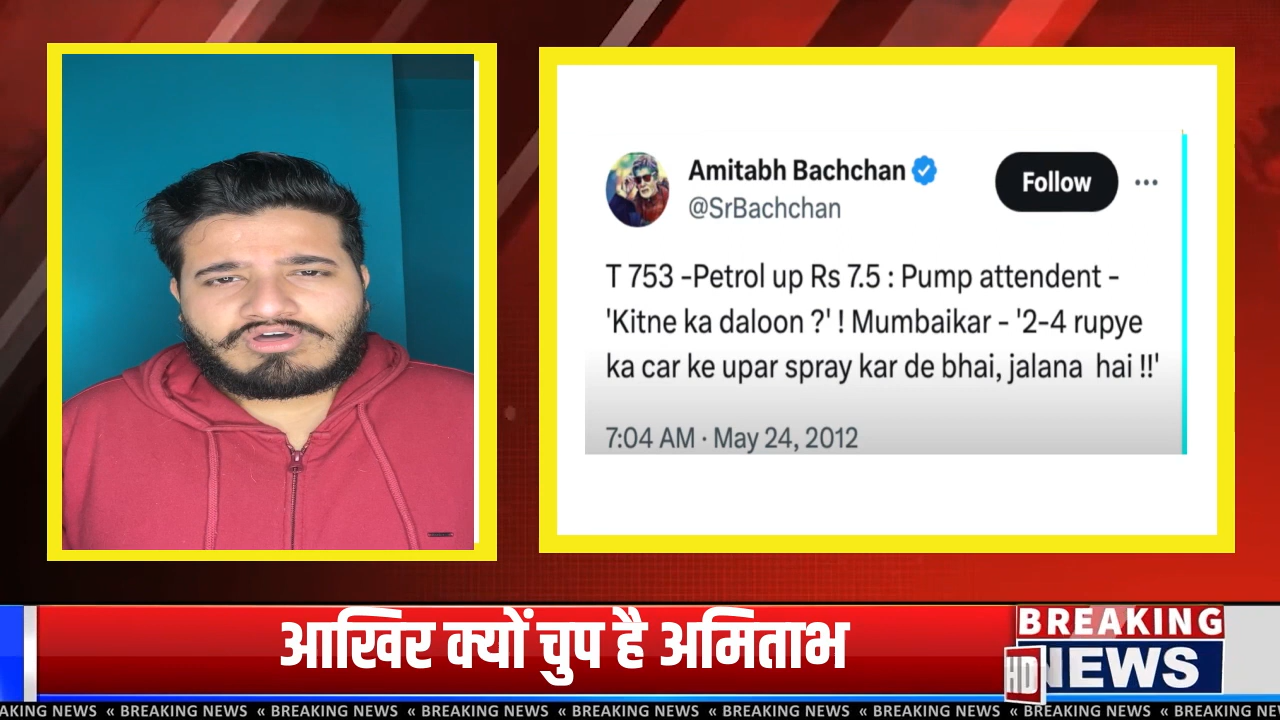 Amitabh Bachchan
@SrBachchan
Follow
T 753 -Petrol up Rs 7.5 : Pump attendent -
'Kitne ka daloon ?' ! Mumbaikar - '2-4 rupye
ka car ke upar spray kar de bhai, jalana hai !!'
7:04 AM · May 24, 2012
आखिर क्यों चुप है अमिताभ
BREAKING
HD NEWS
AKING NEWS « BREAKING NEWS « BREAKING NEWS « BREAKING NEWS « BREAKING NEWS « BREAKING NEWS « BREAKING NEWS « BREAKING NEWS « BREAKING NE